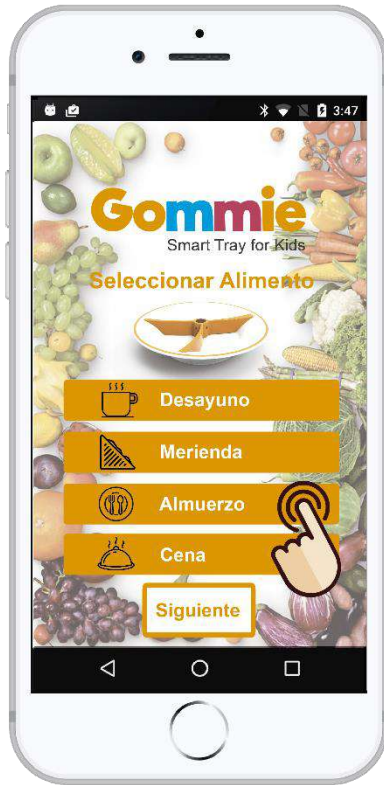 3:47
Gommie
Smart Tray for Kids
Seleccionar Alimento
Desayuno
Merienda
Almuerzo
Cena
Siguiente